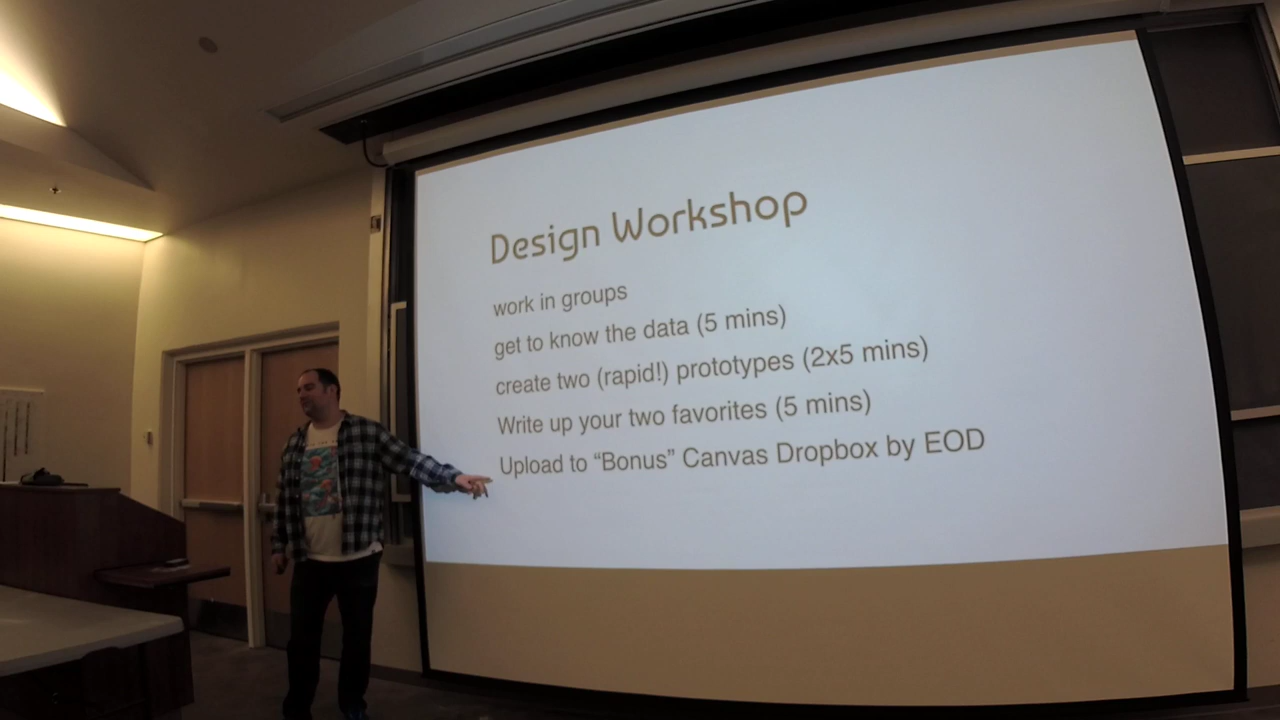 Design Workshop
work in groups
get to know the data (5 mins)
create two (rapid!) prototypes (2x5 mins)
Write up your two favorites (5 mins)
Upload to “Bonus” Canvas Dropbox by EOD